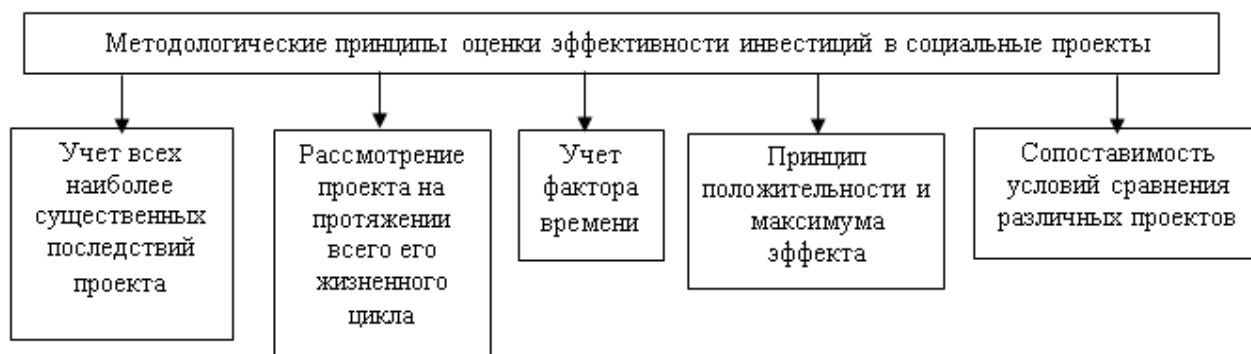 Методологические принципы оценки эффективности инвестиций в социальные проекты
Учет всех
наиболее
существенных
последствий
проекта
Рассмотрение
проекта на
протяжении
всего его
жизненного
цикла
Учет
фактора
времени
Принцип
положительности и
максимума
эффекта
Сопоставимость
условий сравнения
различных проектов